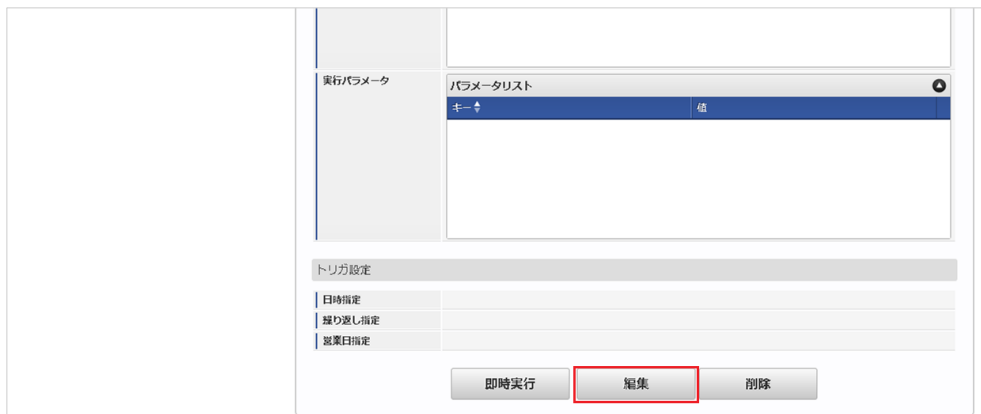 実行パラメータ
パラメータリスト
キー 値
トリガ設定
日時指定
繰り返し指定
営業日指定
即時実行 編集 削除